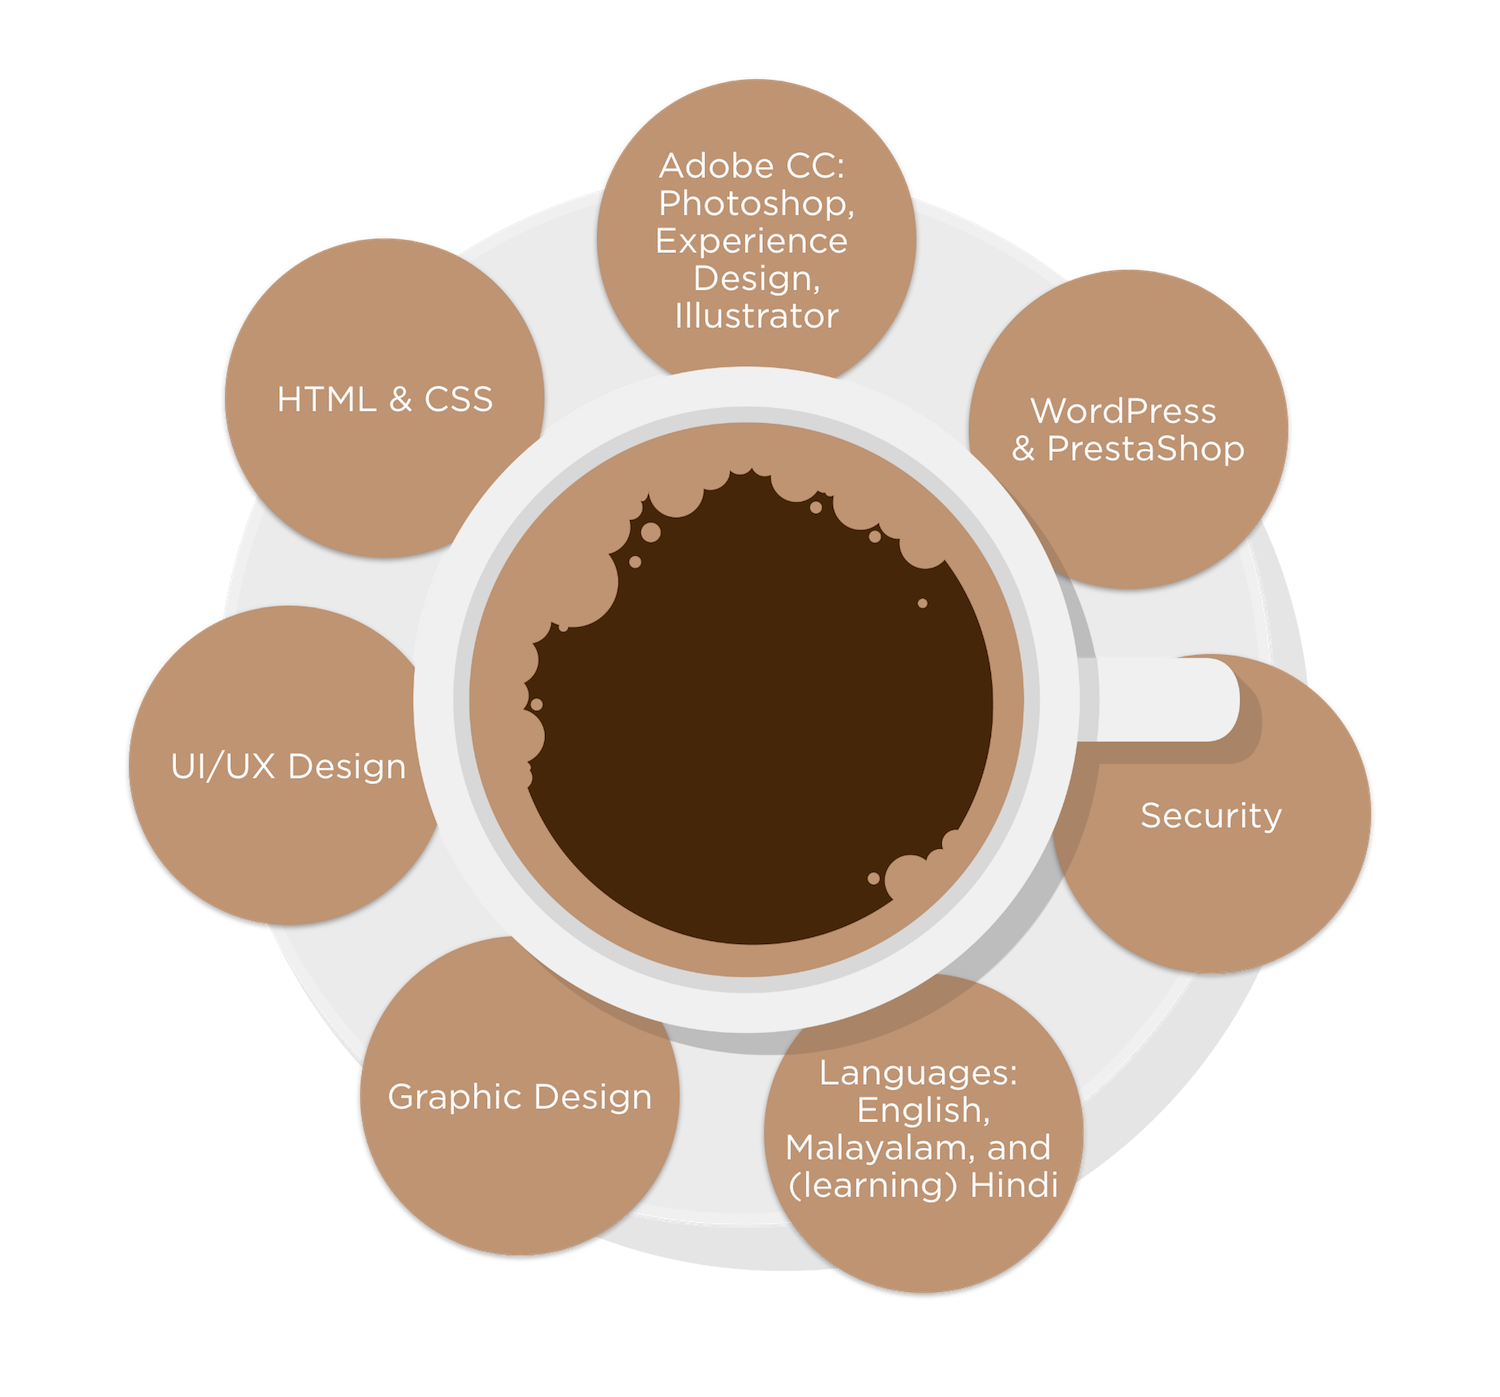 Adobe CC:
Photoshop,
Experience
Design,
Illustrator
WordPress
& PrestaShop
Security
Languages:
English,
Malayalam, and
(learning) Hindi
Graphic Design
UI/UX Design
HTML & CSS